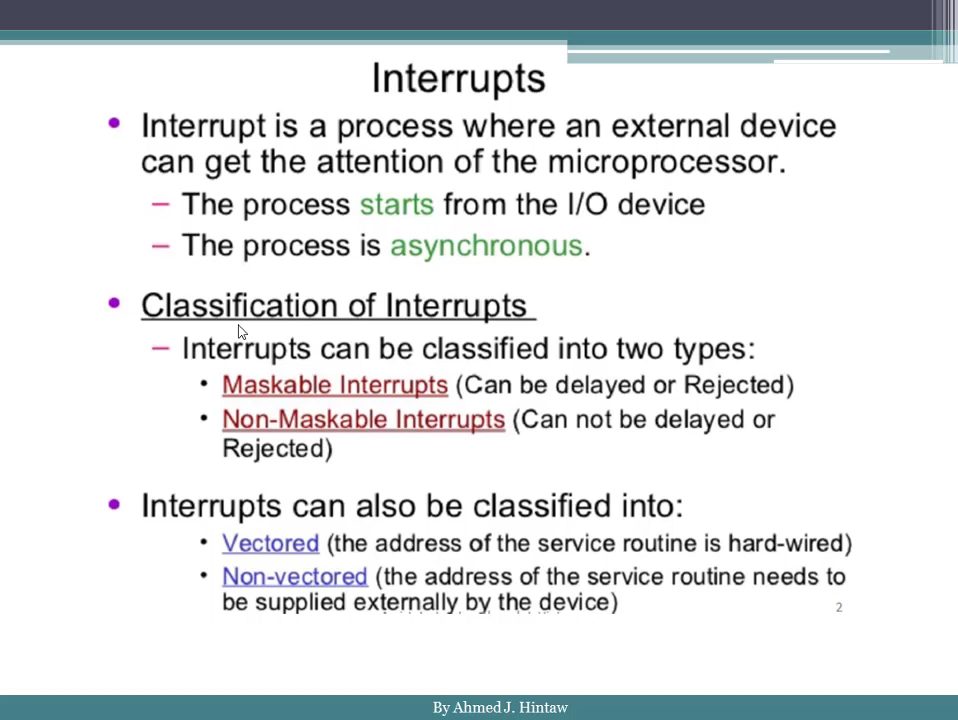 Interrupts
• Interrupt is a process where an external device
can get the attention of the microprocessor.
– The process starts from the I/O device
– The process is asynchronous.
• Classification of Interrupts
– Interrupts can be classified into two types:
• Maskable Interrupts (Can be delayed or Rejected)
• Non-Maskable Interrupts (Can not be delayed or
Rejected)
• Interrupts can also be classified into:
• Vectored (the address of the service routine is hard-wired)
• Non-vectored (the address of the service routine needs to
be supplied externally by the device)
2
By Ahmed J. Hintaw